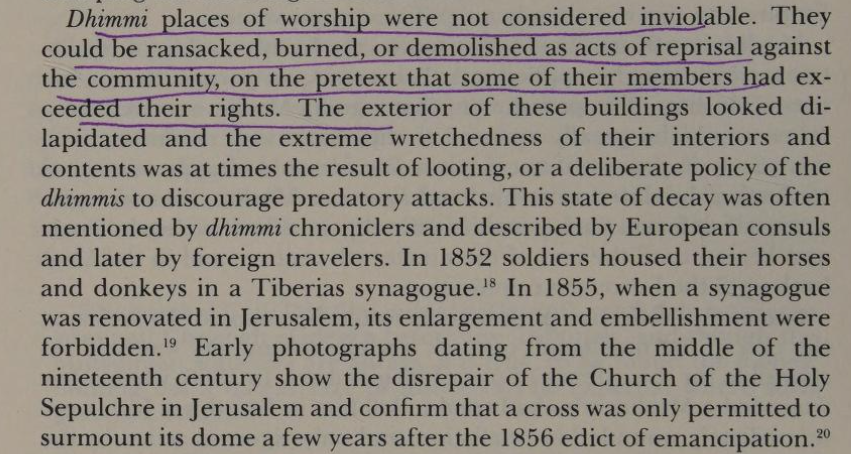 Dhimmi places of worship were not considered inviolable. They
could be ransacked, burned, or demolished as acts of reprisal against
the community, on the pretext that some of their members had ex-
ceeded their rights. The exterior of these buildings looked di-
lapidated and the extreme wretchedness of their interiors and
contents was at times the result of looting, or a deliberate policy of the
dhimmis to discourage predatory attacks. This state of decay was often
mentioned by dhimmi chroniclers and described by European consuls
and later by foreign travelers. In 1852 soldiers housed their horses
and donkeys in a Tiberias synagogue.18 In 1855, when a synagogue
was renovated in Jerusalem, its enlargement and embellishment were
forbidden.19 Early photographs dating from the middle of the
nineteenth century show the disrepair of the Church of the Holy
Sepulchre in Jerusalem and confirm that a cross was only permitted to
surmount its dome a few years after the 1856 edict of emancipation.20